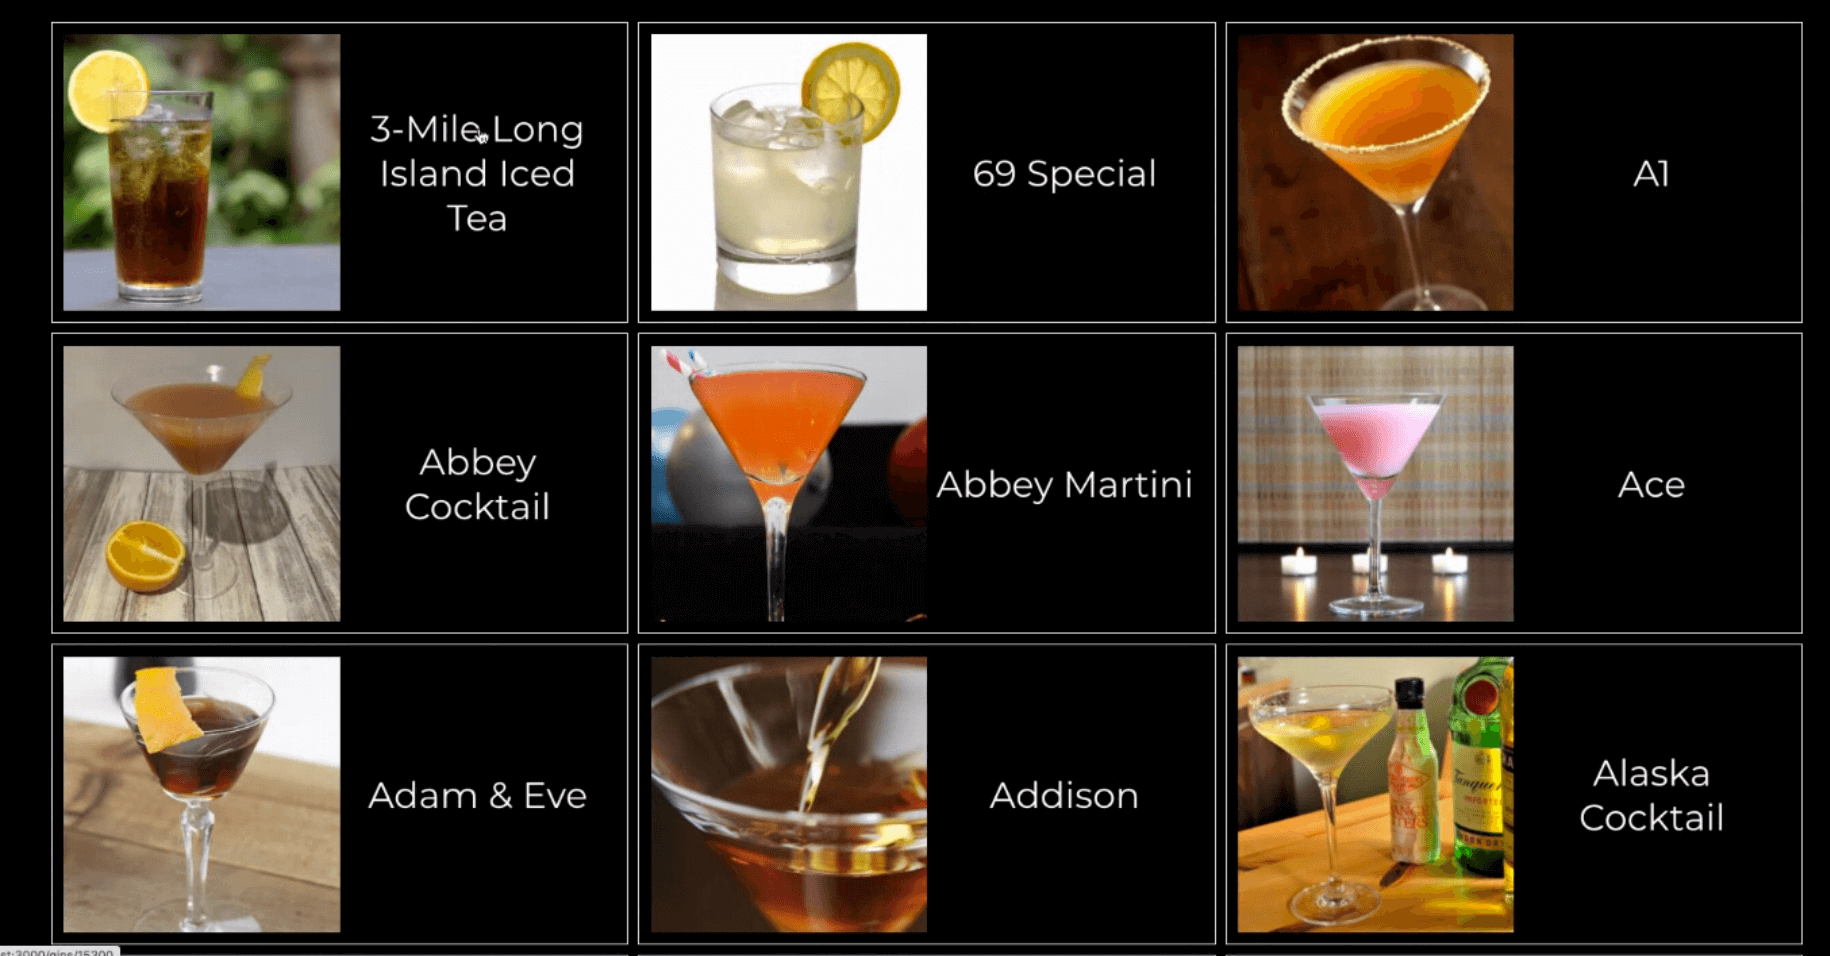 3-Mile Long
Island Iced
Tea
69 Special
A1
Abbey
Cocktail
Abbey Martini
Ace
Adam & Eve
Addison
Alaska
Cocktail